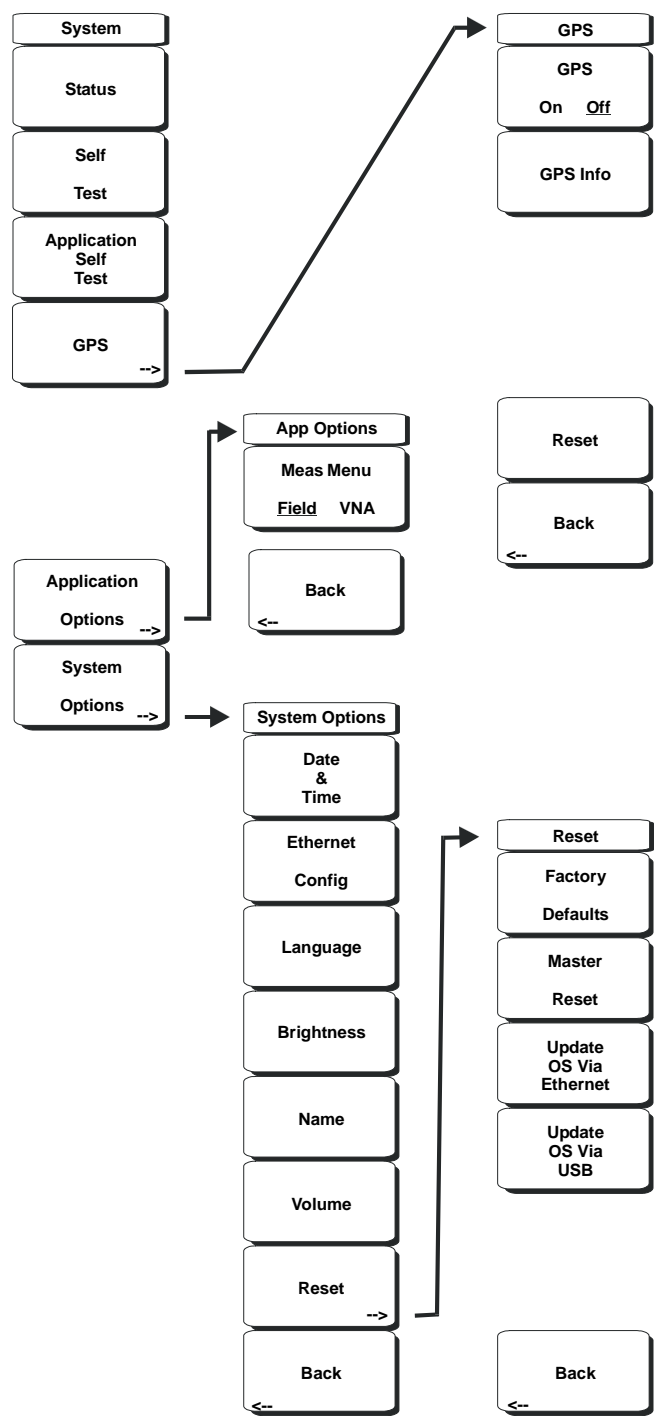 System
Status
Self
Test
Application
Self
Test
GPS
-->
Application
Options -->
System
Options -->
GPS
GPS
On Off
GPS Info
Reset
Back
<--
App Options
Meas Menu
Field VNA
Back
<--
System Options
Date
&
Time
Ethernet
Config
Language
Brightness
Name
Volume
Reset
-->
Back
<--
Reset
Factory
Defaults
Master
Reset
Update
OS Via
Ethernet
Update
OS Via
USB
Back
<--